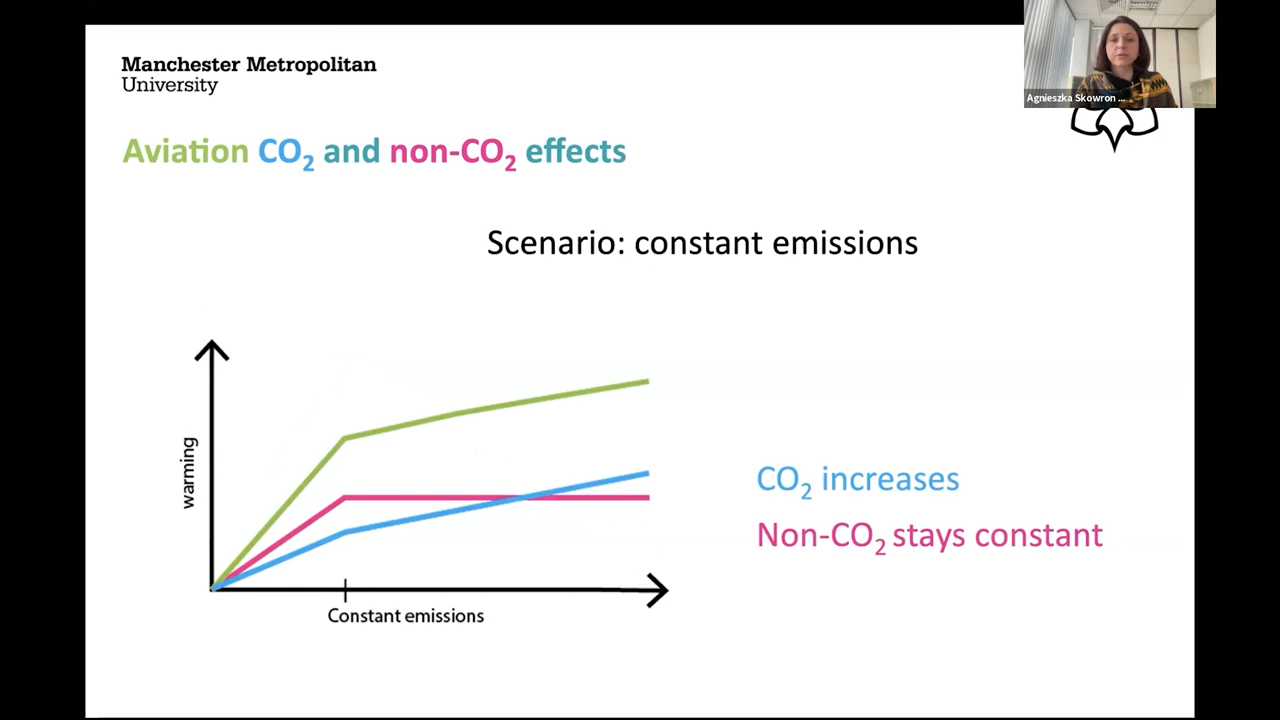 Manchester Metropolitan
University
Agnieszka Skowron ...
Aviation CO₂ and non-CO₂ effects
Scenario: constant emissions
warming
CO₂ increases
Non-CO₂ stays constant
Constant emissions